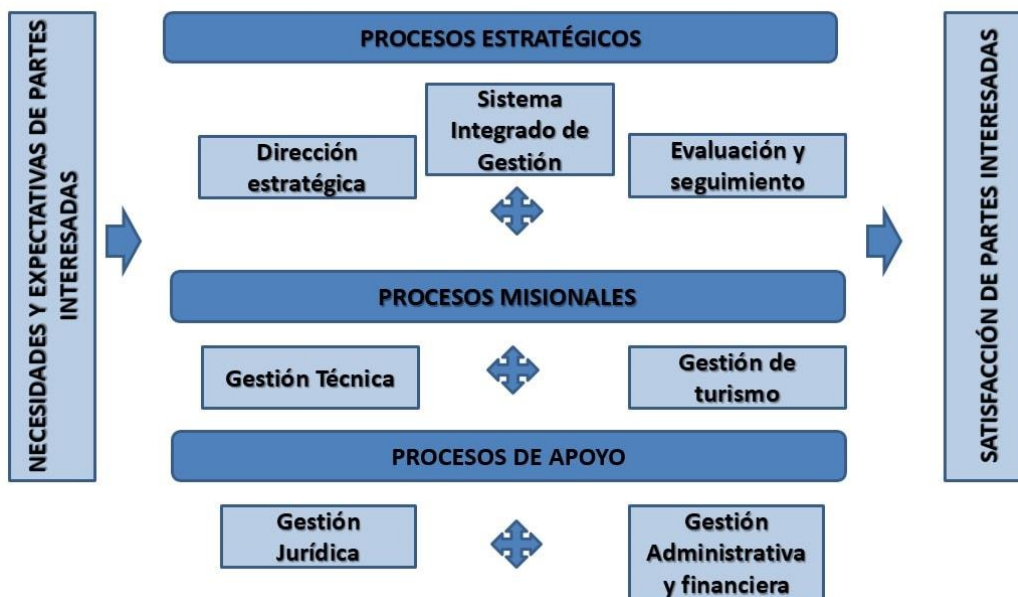 NECESIDADES Y EXPECTATIVAS DE PARTES
INTERESADAS
PROCESOS ESTRATÉGICOS
Dirección
estratégica
Sistema
Integrado de
Gestión
Evaluación y
seguimiento
PROCESOS MISIONALES
Gestión Técnica
Gestión de
turismo
PROCESOS DE APOYO
Gestión
Jurídica
Gestión
Administrativa
y financiera
SATISFACCIÓN DE PARTES INTERESADAS